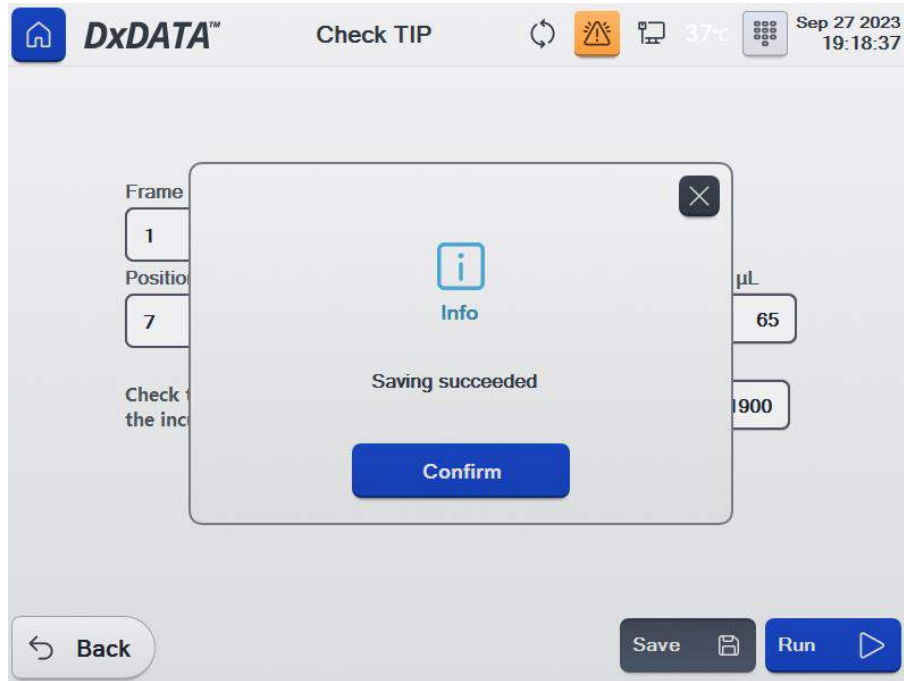 DxDATA™
Check TIP
37°C
Sep 27 2023
19:18:37
Frame
1
Position
7
µL
65
Check
the
1900
Info
Saving succeeded
Confirm
Back
Save
Run